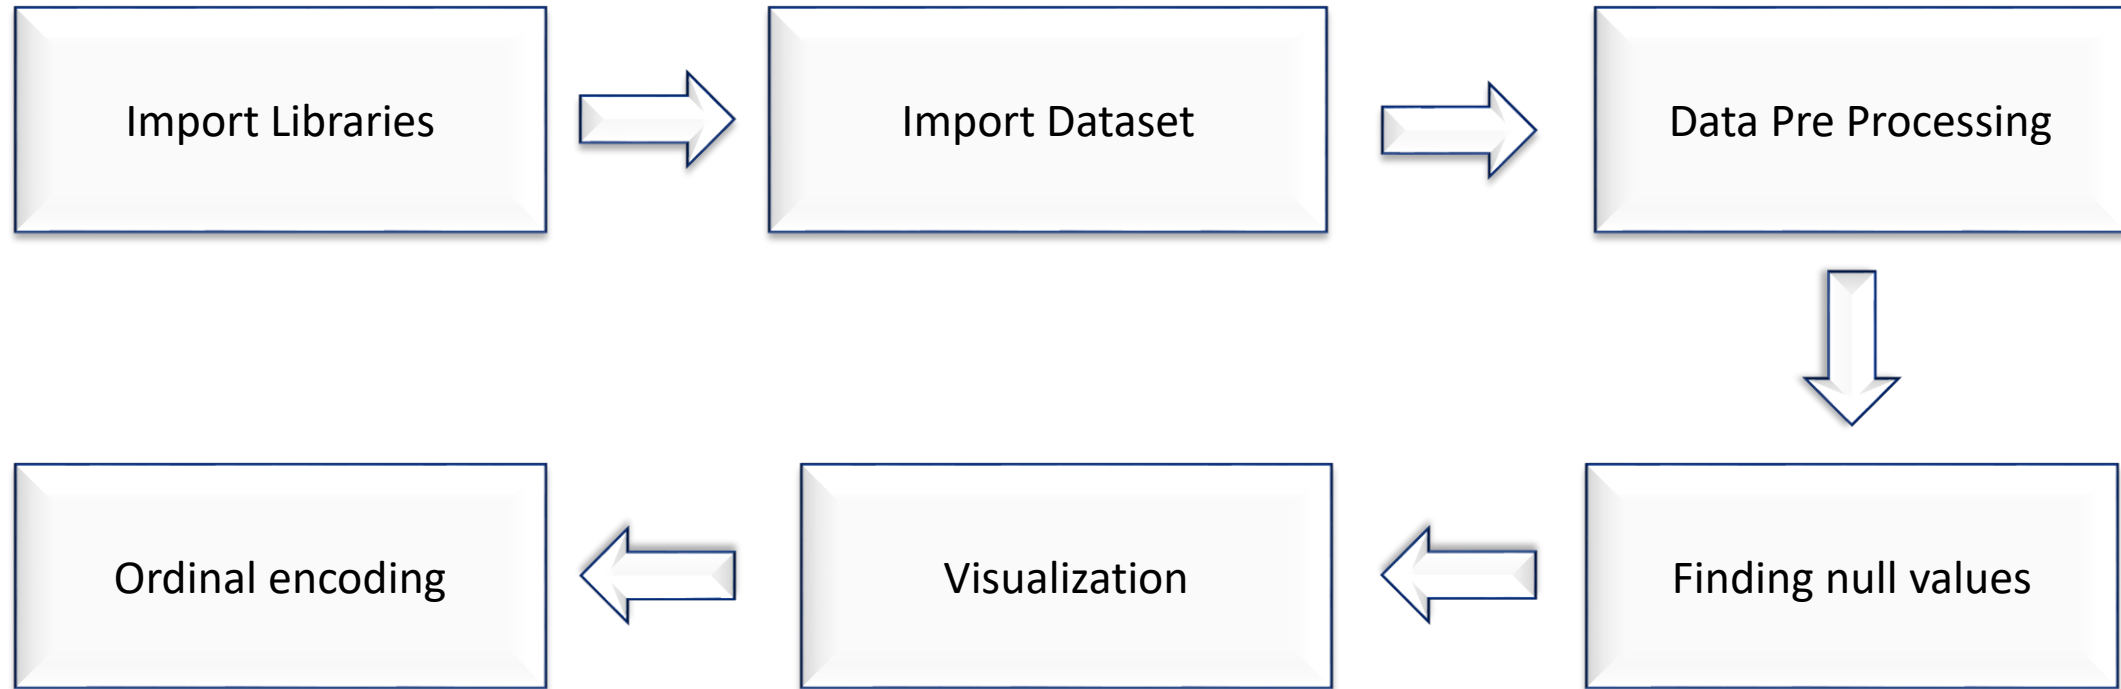 Import Libraries
Import Dataset
Data Pre Processing
Finding null values
Visualization
Ordinal encoding